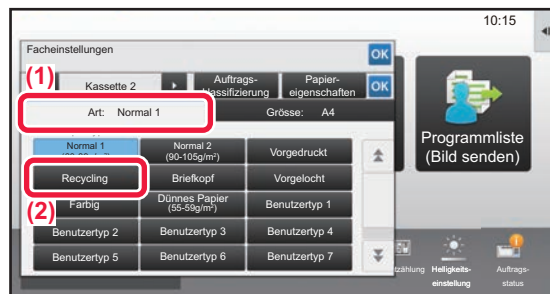 10:15
Facheinstellungen
OK
(1)
Kassette 2
Auftrags-
klassifizierung
Papier-
eigenschaften
OK
Art: Normal 1
Grösse: A4
Normal 1
Normal 2
(90-105g/m²)
Vorgedruckt
Recycling
Briefkopf
Vorgelocht
(2)
Farbig
Dünnes Papier
(55-59g/m²)
Benutzertyp 1
Benutzertyp 2
Benutzertyp 3
Benutzertyp 4
Benutzertyp 5
Benutzertyp 6
Benutzertyp 7
Programmliste
(Bild senden)
Helligkeits-
einstellung
Auftrags-
status